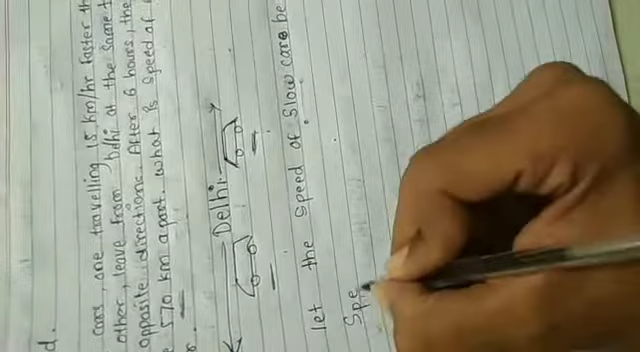 d.
cars, one travelling 15 km/hr faster th
other, leave from Delhi at the same t
opposite directions. After 6 hours, the
570 km apart. what is speed of
r.
Delhi
let the speed of slow car be
Spe